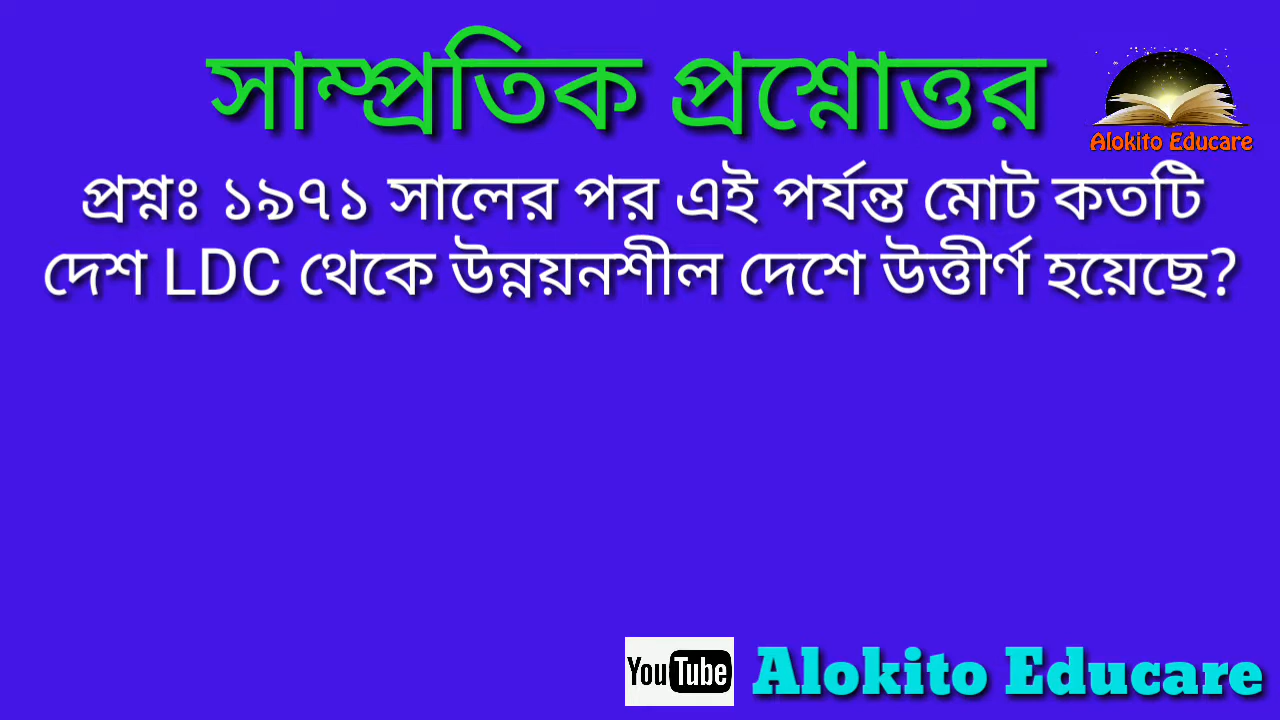 সাম্প্রতিক প্রশ্নোত্তর
Alokito Educare
প্রশ্নঃ ১৯৭১ সালের পর এই পর্যন্ত মোট কতটি
দেশ LDC থেকে উন্নয়নশীল দেশে উত্তীর্ণ হয়েছে?
YouTube Alokito Educare